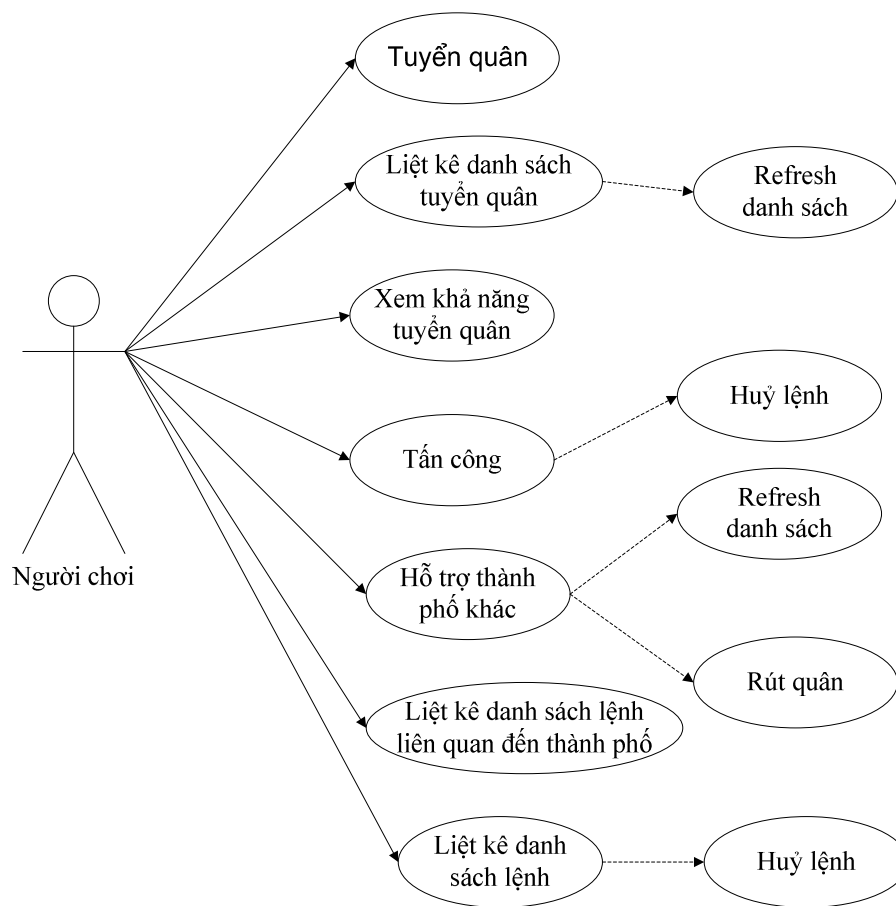 Tuyển quân
Liệt kê danh sách
tuyển quân
Refresh
danh sách
Xem khả năng
tuyển quân
Huỷ lệnh
Tấn công
Refresh
danh sách
Người chơi
Hỗ trợ thành
phố khác
Rút quân
Liệt kê danh sách lệnh
liên quan đến thành phố
Liệt kê danh
sách lệnh
Huỷ lệnh